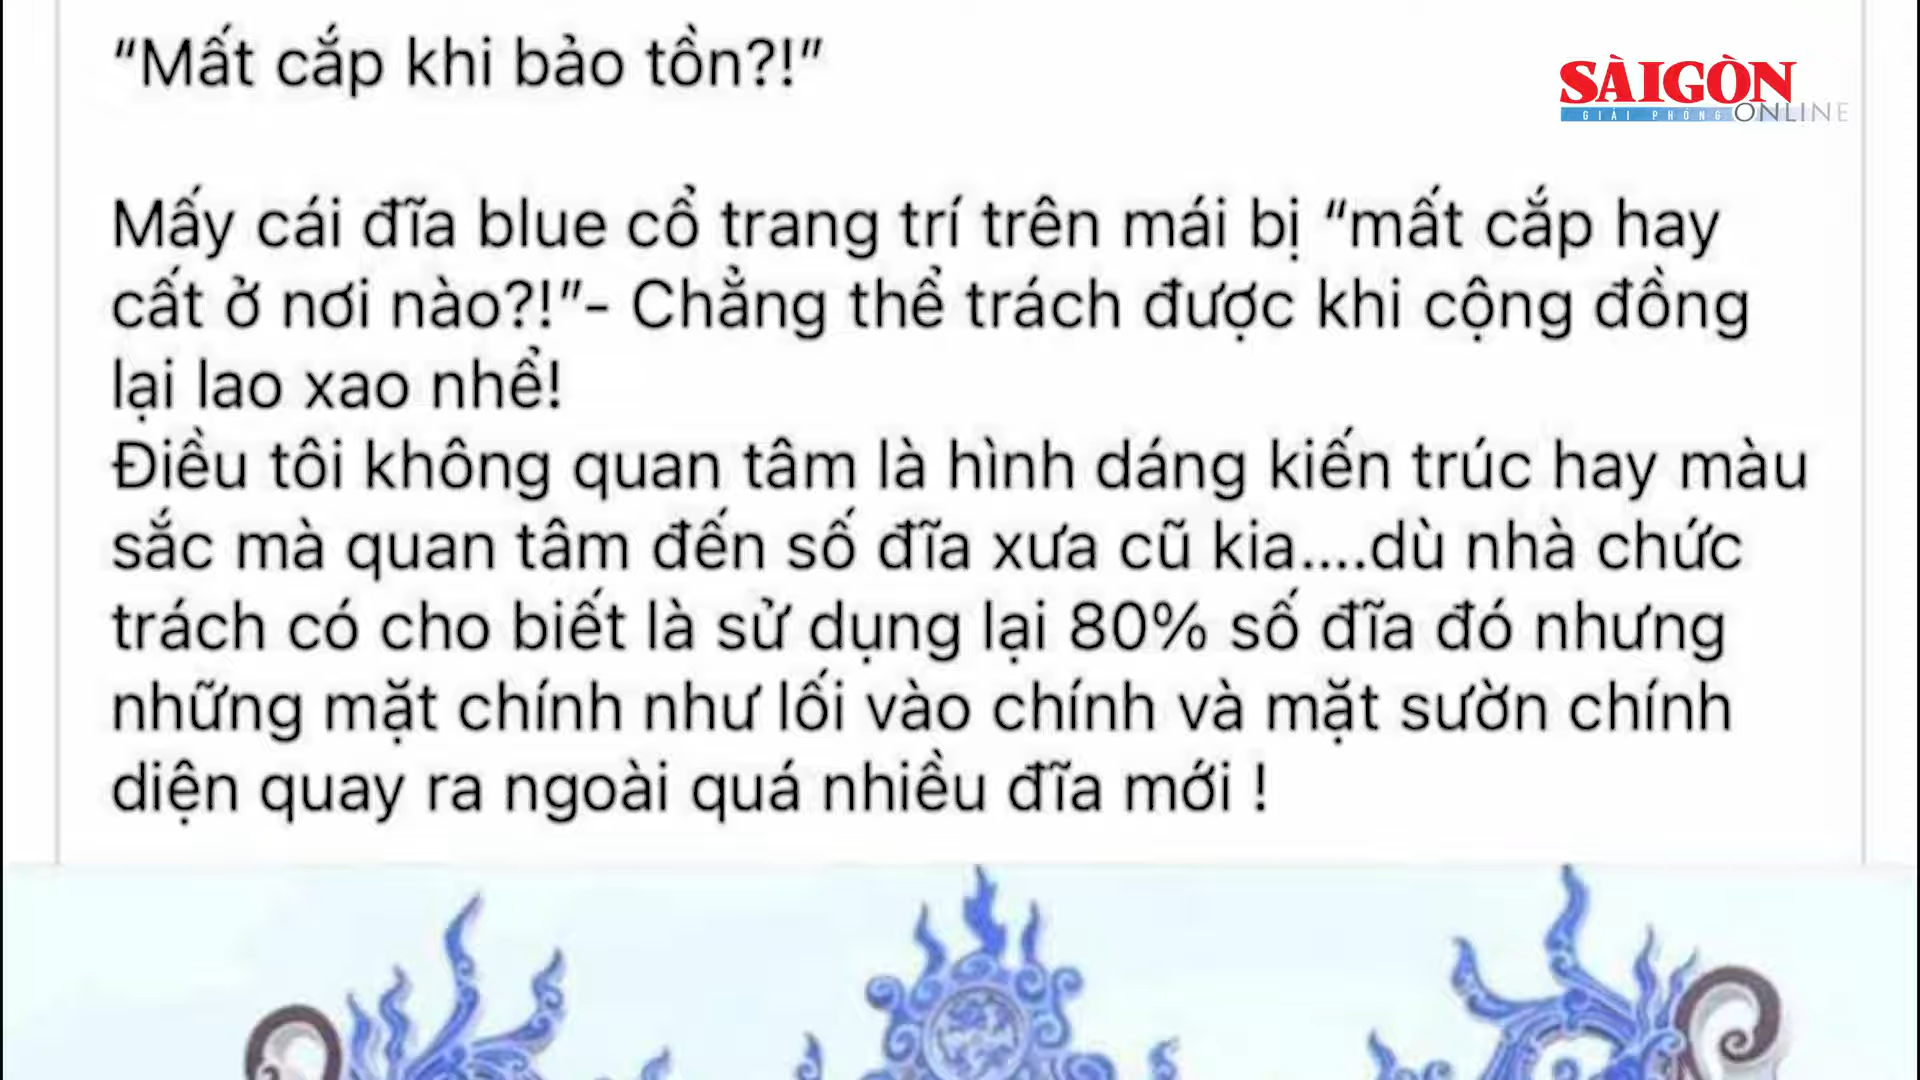 “Mất cắp khi bảo tồn?!”
SÀIGÒN
GIẢI PHÓNG ONLINE
Mấy cái đĩa blue cổ trang trí trên mái bị “mất cắp hay
cất ở nơi nào?!”- Chẳng thể trách được khi cộng đồng
lại lao xao nhể!
Điều tôi không quan tâm là hình dáng kiến trúc hay màu
sắc mà quan tâm đến số đĩa xưa cũ kia....dù nhà chức
trách có cho biết là sử dụng lại 80% số đĩa đó nhưng
những mặt chính như lối vào chính và mặt sườn chính
diện quay ra ngoài quá nhiều đĩa mới !